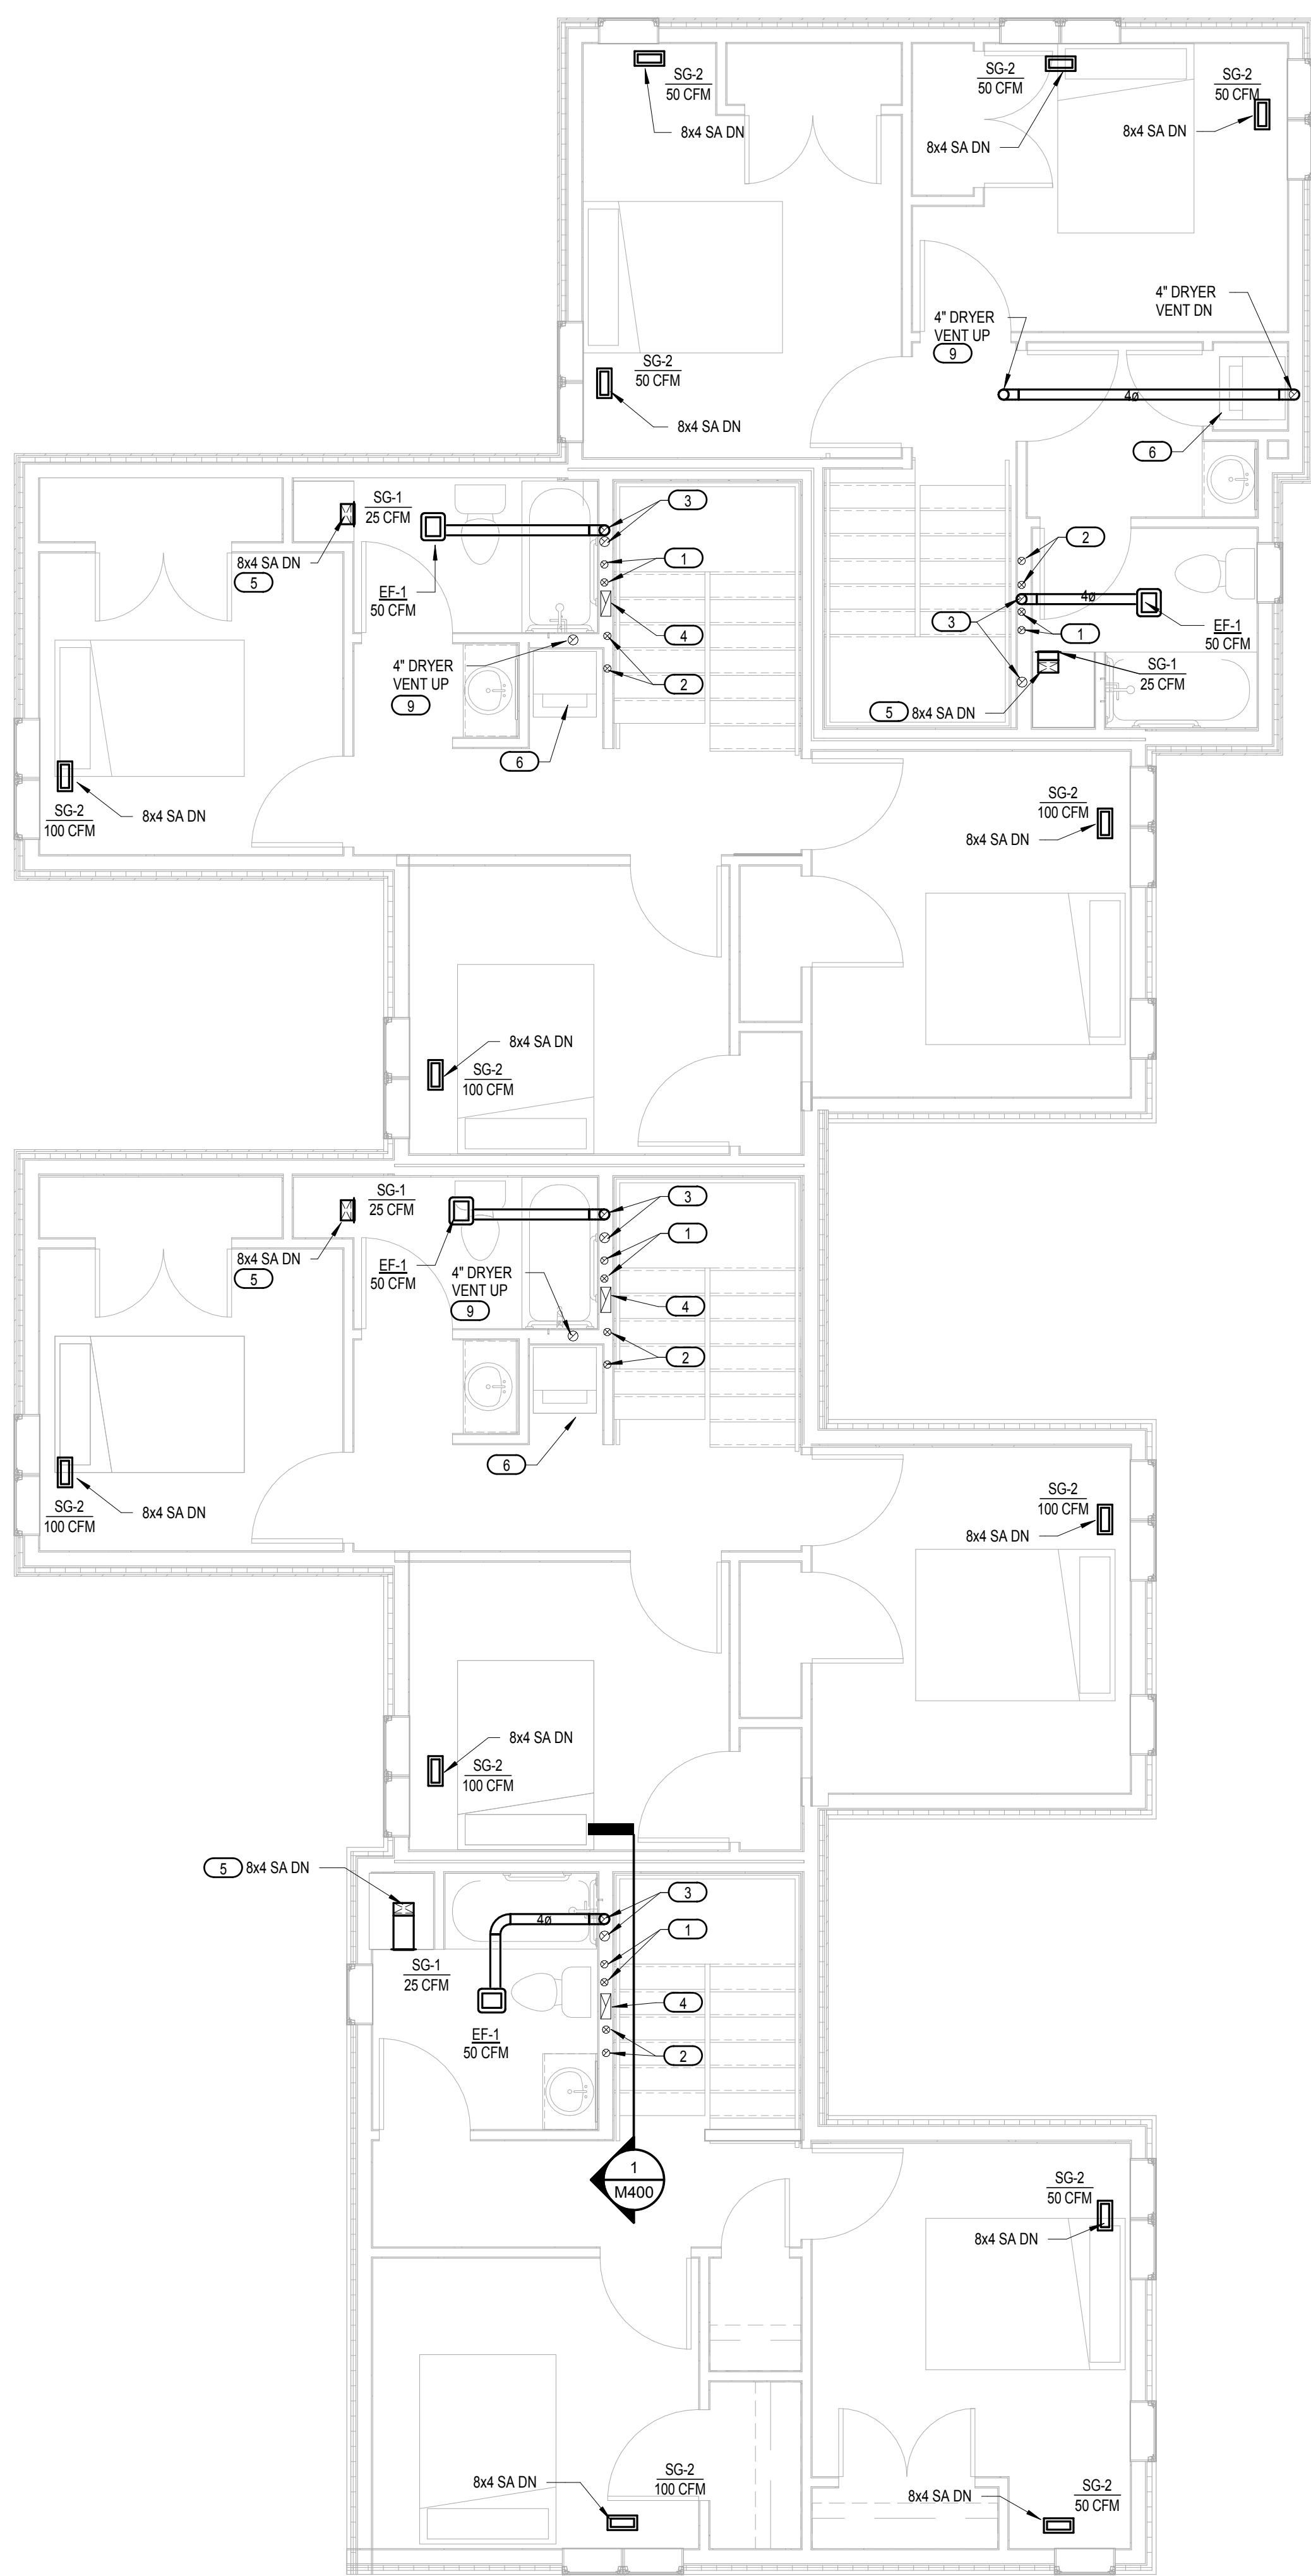 SG-2
50 CFM
8x4 SA DN
SG-2
50 CFM
8x4 SA DN
SG-2
50 CFM
8x4 SA DN
4" DRYER
VENT DN
4" DRYER
VENT UP
9
4ø
SG-2
50 CFM
8x4 SA DN
6
SG-1
25 CFM
8x4 SA DN
5
EF-1
50 CFM
3
1
4
2
4" DRYER
VENT UP
9
6
2
4ø
3
1
EF-1
50 CFM
SG-1
25 CFM
5
8x4 SA DN
SG-2
100 CFM
8x4 SA DN
SG-2
100 CFM
8x4 SA DN
8x4 SA DN
SG-2
100 CFM
SG-1
25 CFM
8x4 SA DN
5
EF-1
50 CFM
4" DRYER
VENT UP
9
3
1
4
2
6
SG-2
100 CFM
8x4 SA DN
SG-2
100 CFM
8x4 SA DN
8x4 SA DN
SG-2
100 CFM
5
8x4 SA DN
4ø
SG-1
25 CFM
EF-1
50 CFM
3
1
4
2
1
M400
SG-2
50 CFM
8x4 SA DN
SG-2
100 CFM
8x4 SA DN
SG-2
50 CFM
8x4 SA DN